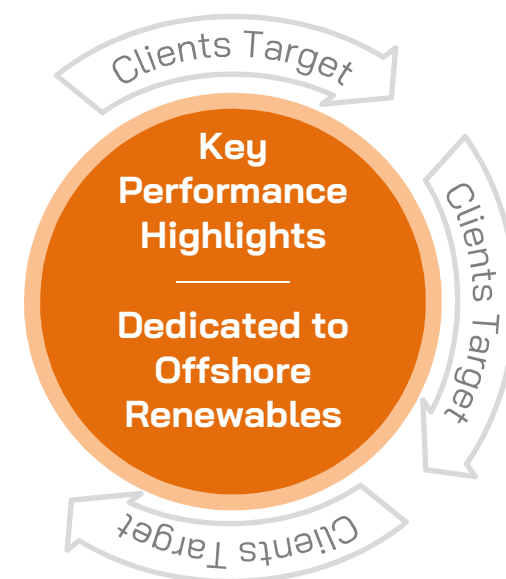 Clients Target
Key
Performance
Highlights
Dedicated to
Offshore
Renewables
Clients Target
Clients Target